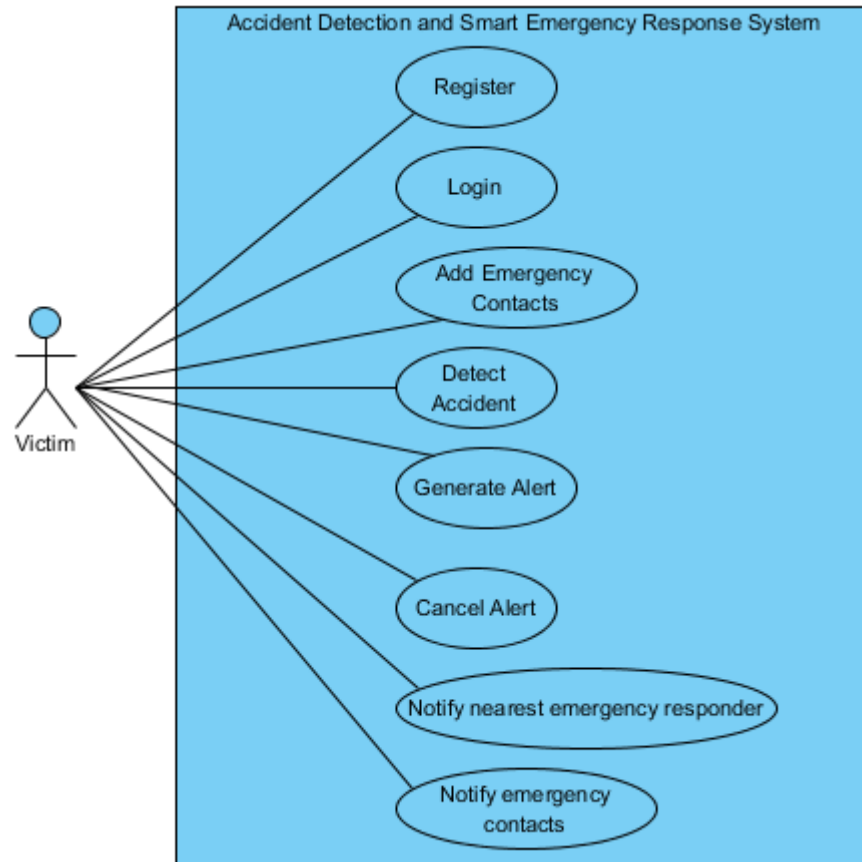 Accident Detection and Smart Emergency Response System
Register
Login
Add Emergency
Contacts
Detect
Accident
Victim
Generate Alert
Cancel Alert
Notify nearest emergency responder
Notify emergency
contacts